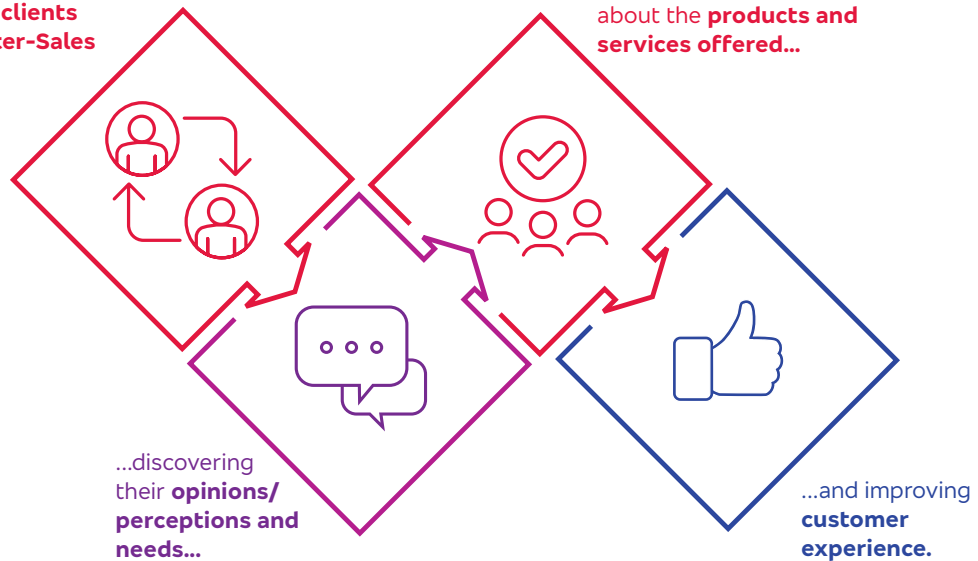 clients
ter-Sales
...discovering
their opinions/
perceptions and
needs...
about the products and
services offered...
...and improving
customer
experience.